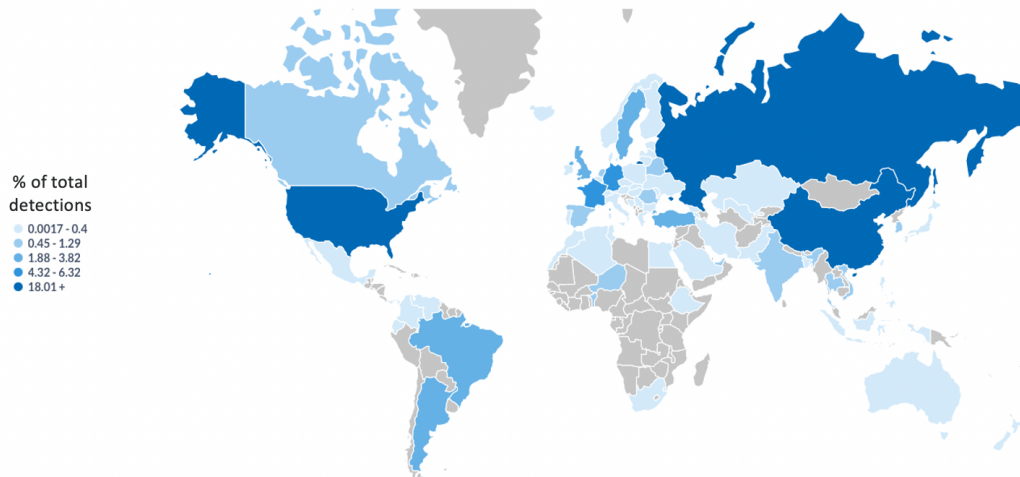 % of total
detections
0.0017 - 0.4
0.45 - 1.29
1.88 - 3.82
4.32 - 6.32
18.01 +